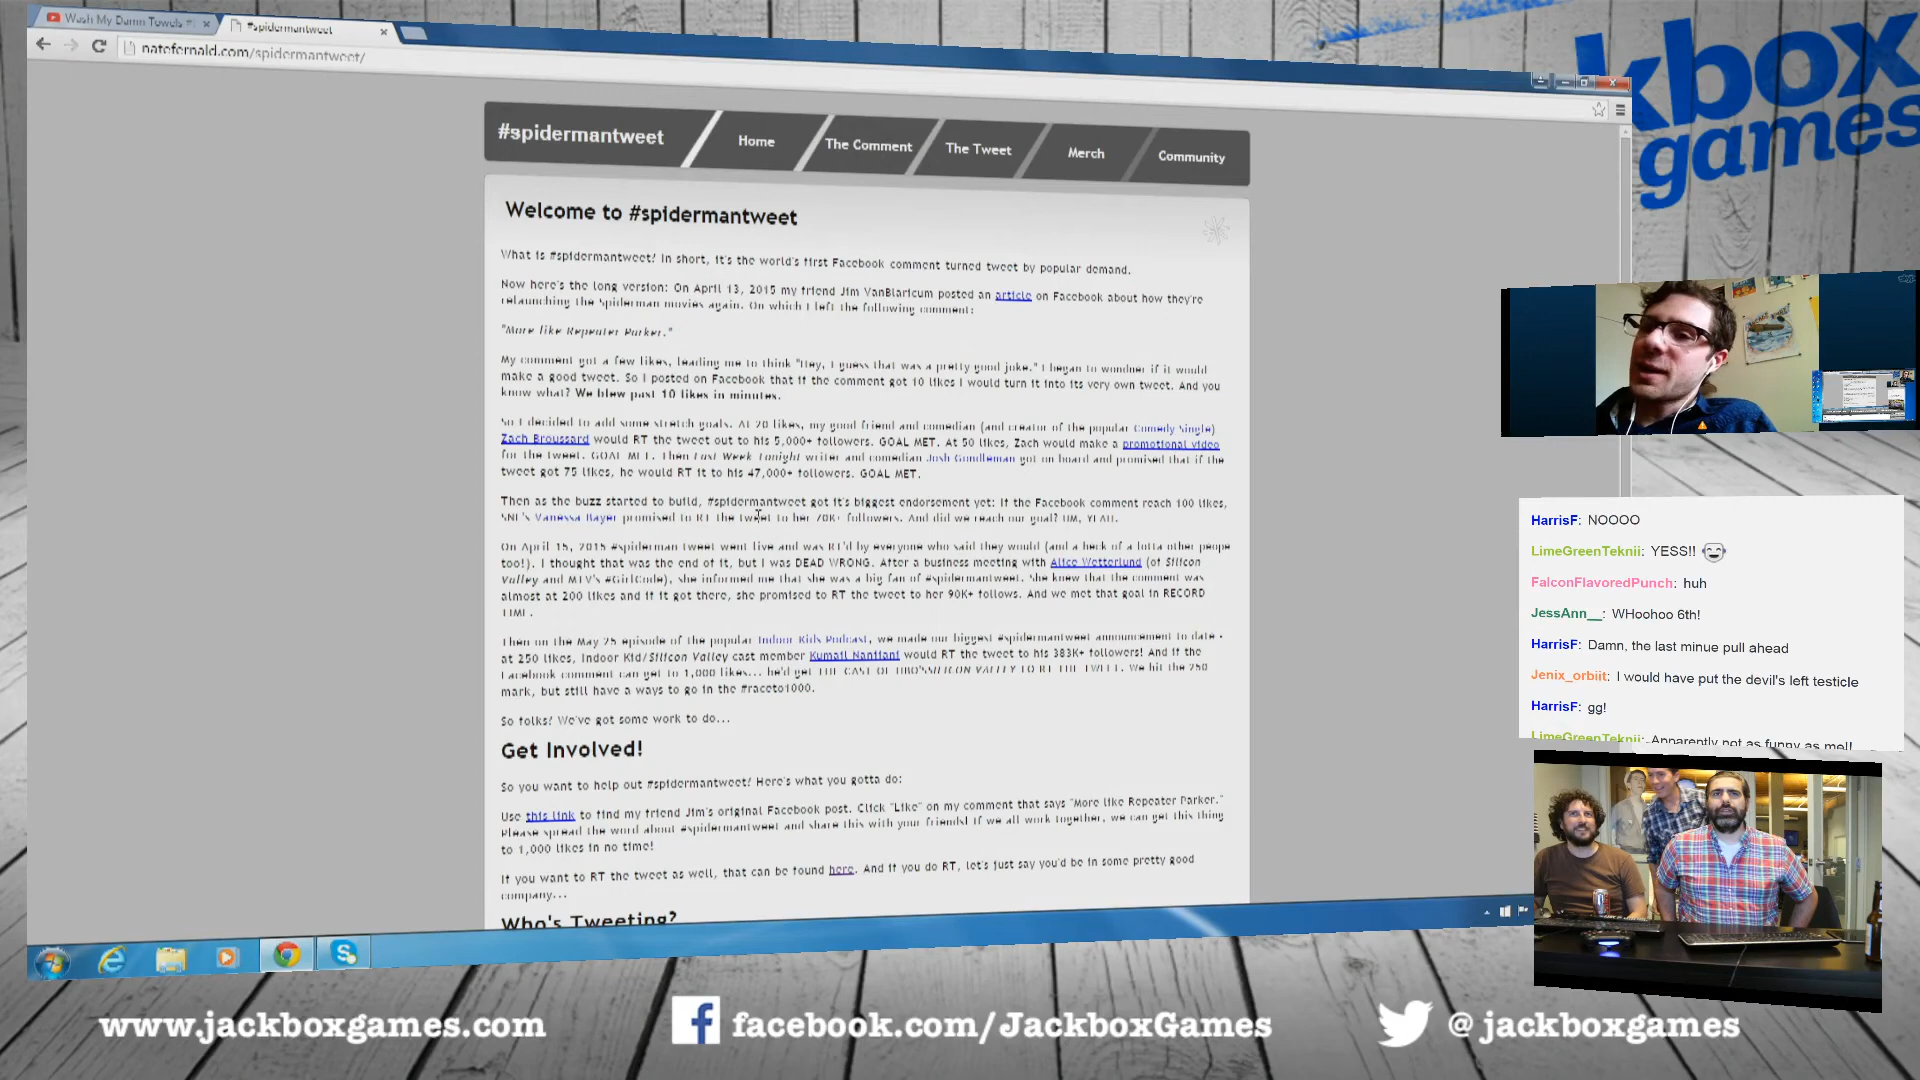 Wash My Damn Towels
#spidermantweet
natefernald.com/spidermantweet/
kbox
games
#spidermantweet
Home
The Comment
The Tweet
Merch
Community
Welcome to #spidermantweet
What is #spidermantweet? In short, it's the world's first Facebook comment turned tweet by popular demand.
Now here's the long version: On April 13, 2015 my friend Jim VanBlaricum posted an article on Facebook about how they're
relaunching the Spiderman movies again. On which I left the following comment:
"More like Repeater Parker."
My comment got a few likes, leading me to think "Hey, I guess that was a pretty good joke." I began to wonder if it would
make a good tweet. So I posted on Facebook that if the comment got 10 likes I would turn it into its very own tweet. And you
know what? We blew past 10 likes in minutes.
So I decided to add some stretch goals. At 20 likes, my good friend and comedian (and creator of the popular Comedy Single)
Zach Broussard would RT the tweet out to his 5,000+ followers. GOAL MET. At 50 likes, Zach would make a promotional video
for the tweet. GOAL MET. Then Last Week Tonight writer and comedian Josh Gondleman got on board and promised that if the
tweet got 75 likes, he would RT it to his 47,000+ followers. GOAL MET.
Then as the buzz started to build, #spidermantweet got it's biggest endorsement yet: If the Facebook comment reach 100 likes,
SNL's Vanessa Bayer promised to RT the tweet to her 70K+ followers. And did we reach our goal? UM, YEAH.
On April 15, 2015 #spiderman tweet went live and was RT'd by everyone who said they would (and a heck of a lotta other peope
too!). I thought that was the end of it, but I was DEAD WRONG. After a business meeting with Alice Wetterlund (of Silicon
Valley and MTV's #GirlCode), she informed me that she was a big fan of #spidermantweet. She knew that the comment was
almost at 200 likes and if it got there, she promised to RT the tweet to her 90K+ follows. And we met that goal in RECORD
TIME.
Then on the May 25 episode of the popular Indoor Kids Podcast, we made our biggest #spidermantweet announcement to date -
at 250 likes, Indoor Kid/Silicon Valley cast member Kumail Nanjiani would RT the tweet to his 383K+ followers! And if the
Facebook comment can get to 1,000 likes... he'd get THE CAST OF HBO'S SILICON VALLEY TO RT THE TWEET. We hit the 250
mark, but still have a ways to go in the #raceto1000.
So folks? We've got some work to do...
Get Involved!
So you want to help out #spidermantweet? Here's what you gotta do:
Use this link to find my friend Jim's original Facebook post. Click "Like" on my comment that says "More like Repeater Parker."
Please spread the word about #spidermantweet and share this with your friends! If we all work together, we can get this thing
to 1,000 likes in no time!
If you want to RT the tweet as well, that can be found here. And if you do RT, let's just say you'd be in some pretty good
company...
Who's Tweeting?
HarrisF: NOOOO
LimeGreenTeknii: YESS!!
FalconFlavoredPunch: huh
JessAnn__: WHoohoo 6th!
HarrisF: Damn, the last minue pull ahead
Jenix_orbiit: I would have put the devil's left testicle
HarrisF: gg!
LimeGreenTeknii: Apparently not as funny as me!!
www.jackboxgames.com
facebook.com/JackboxGames
@jackboxgames